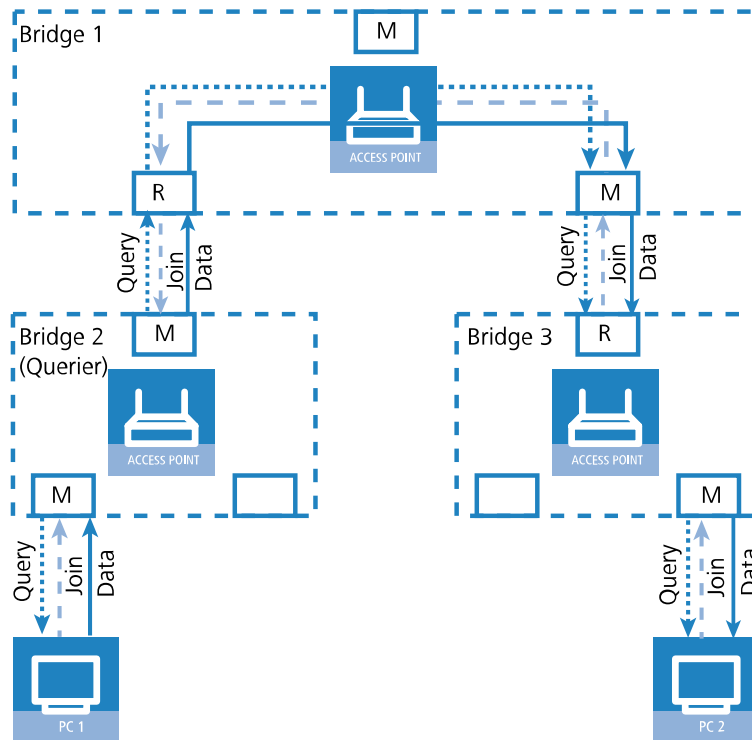 Bridge 1
M
ACCESS POINT
R
M
Query
Join
Data
Query
Join
Data
Bridge 2
(Querier)
M
Bridge 3
R
ACCESS POINT
ACCESS POINT
M
M
Query
Join
Data
Query
Join
Data
PC 1
PC 2